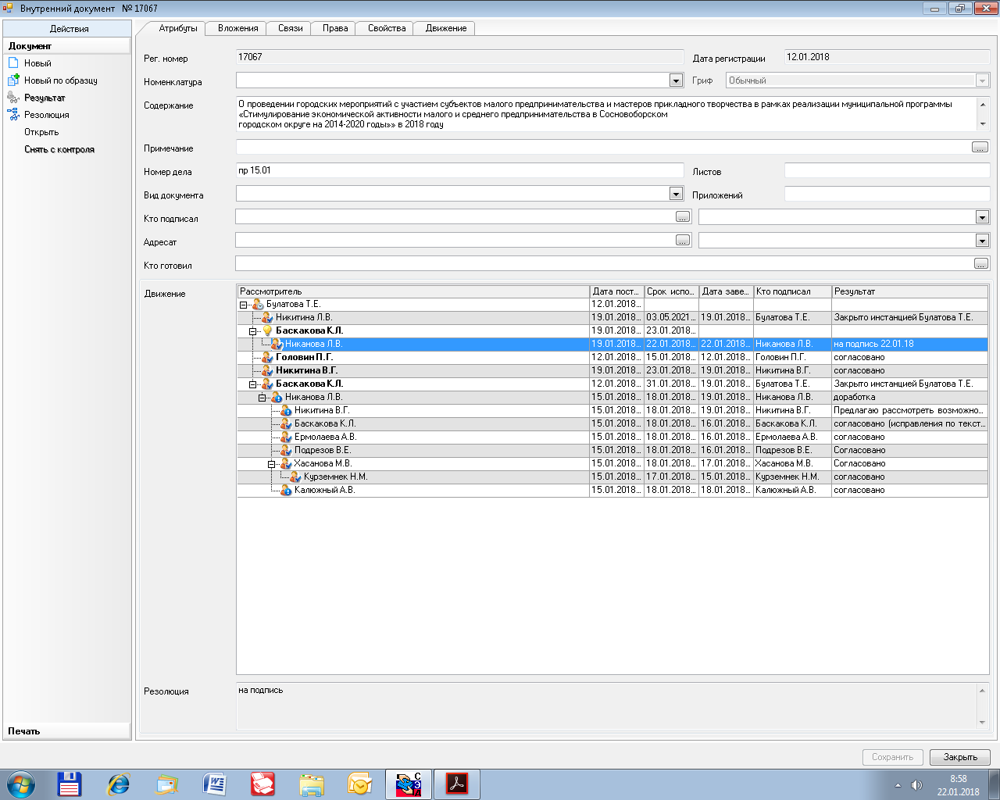 Внутренний документ № 17067
Действия
Документ
Новый
Новый по образцу
Результат
Резолюция
Открыть
Снять с контроля
Печать
Атрибуты Вложения Связи Права Свойства Движение
Рег. номер 17067 Дата регистрации 12.01.2018
Номенклатура Гриф Обычный
Содержание
О проведении городских мероприятий с участием субъектов малого предпринимательства и мастеров прикладного творчества в рамках реализации муниципальной программы
«Стимулирование экономической активности малого и среднего предпринимательства в Сосновоборском
городском округе на 2014-2020 годы»» в 2018 году
Примечание ...
Номер дела пр 15.01 Листов
Вид документа Приложений
Кто подписал ...
Адресат ...
Кто готовил ...
Движение
Рассмотритель Дата пост... Срок испо... Дата заве... Кто подписал Результат
Булатова Т.Е. 12.01.2018...
Никитина Л.В. 19.01.2018... 03.05.2021... 19.01.2018... Булатова Т.Е. Закрыто инстанцией Булатова Т.Е.
Баскакова К.Л. 19.01.2018... 23.01.2018...
Никанова Л.В. 19.01.2018... 22.01.2018... 22.01.2018... Никанова Л.В. на подпись 22.01.18
Головин П.Г. 12.01.2018... 15.01.2018... 12.01.2018... Головин П.Г. согласовано
Никитина В.Г. 19.01.2018... 23.01.2018... 19.01.2018... Никитина В.Г. согласовано
Баскакова К.Л. 12.01.2018... 31.01.2018... 19.01.2018... Булатова Т.Е. Закрыто инстанцией Булатова Т.Е.
Никанова Л.В. 15.01.2018... 18.01.2018... 19.01.2018... Никанова Л.В. доработка
Никитина В.Г. 15.01.2018... 18.01.2018... 19.01.2018... Никитина В.Г. Предлагаю рассмотреть возможно...
Баскакова К.Л. 15.01.2018... 18.01.2018... 16.01.2018... Баскакова К.Л. согласовано (исправления по текст...
Ермолаева А.В. 15.01.2018... 18.01.2018... 16.01.2018... Ермолаева А.В. согласовано
Подрезов В.Е. 15.01.2018... 18.01.2018... 16.01.2018... Подрезов В.Е. Согласовано
Хасанова М.В. 15.01.2018... 18.01.2018... 17.01.2018... Хасанова М.В. Согласовано
Курземнек Н.М. 15.01.2018... 17.01.2018... 15.01.2018... Курземнек Н.М. согласовано
Калюжный А.В. 15.01.2018... 18.01.2018... 18.01.2018... Калюжный А.В. согласовано
Резолюция на подпись
Сохранить Закрыть
8:58
22.01.2018